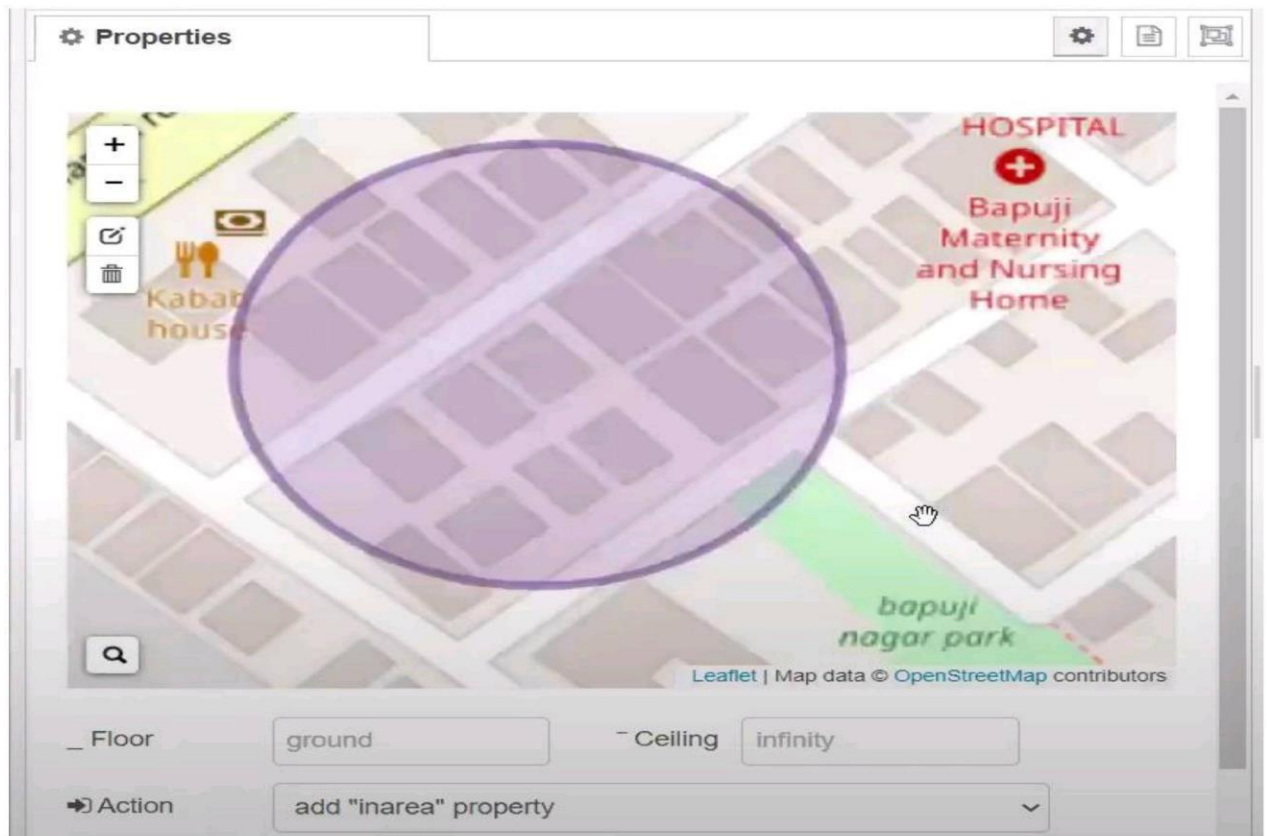 Properties
+
−
HOSPITAL
Bapuji
Maternity
and Nursing
Home
Kabab
house
bapuji
nagar park
Leaflet | Map data © OpenStreetMap contributors
Floor ground Ceiling infinity
Action add "inarea" property